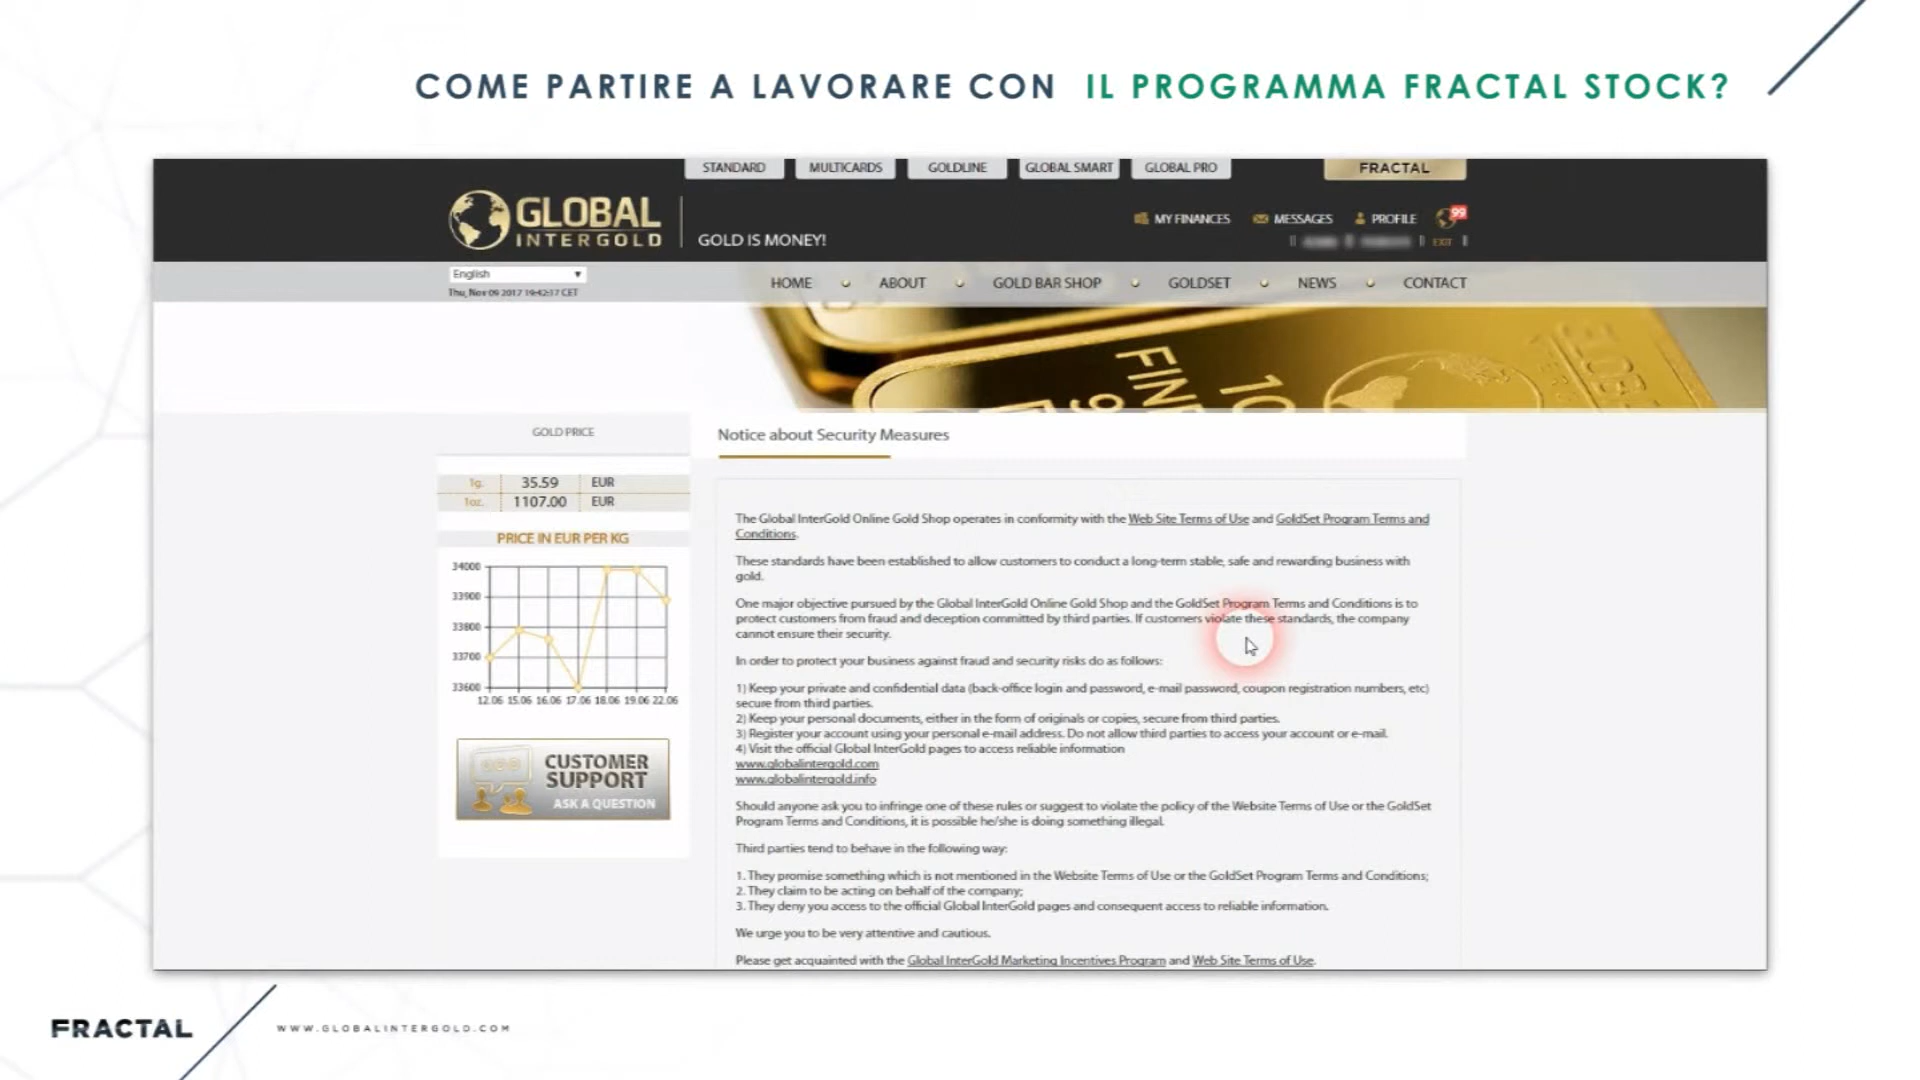 COME PARTIRE A LAVORARE CON IL PROGRAMMA FRACTAL STOCK?
STANDARD MULTICARDS GOLDLINE GLOBAL SMART GLOBAL PRO FRACTAL
GLOBAL
INTERGOLD
GOLD IS MONEY!
MY FINANCES MESSAGES PROFILE 99
EXIT
English
Thu, Nov 09 2017 19:42:17 CET
HOME ABOUT GOLD BAR SHOP GOLDSET NEWS CONTACT
FINE
10
GOLD PRICE
1g. 35.59 EUR
1oz. 1107.00 EUR
PRICE IN EUR PER KG
34000
33900
33800
33700
33600
12.06 15.06 16.06 17.06 18.06 19.06 22.06
CUSTOMER
SUPPORT
ASK A QUESTION
Notice about Security Measures
The Global InterGold Online Gold Shop operates in conformity with the Web Site Terms of Use and GoldSet Program Terms and
Conditions.
These standards have been established to allow customers to conduct a long-term stable, safe and rewarding business with
gold.
One major objective pursued by the Global InterGold Online Gold Shop and the GoldSet Program Terms and Conditions is to
protect customers from fraud and deception committed by third parties. If customers violate these standards, the company
cannot ensure their security.
In order to protect your business against fraud and security risks do as follows:
1) Keep your private and confidential data (back-office login and password, e-mail password, coupon registration numbers, etc)
secure from third parties.
2) Keep your personal documents, either in the form of originals or copies, secure from third parties.
3) Register your account using your personal e-mail address. Do not allow third parties to access your account or e-mail.
4) Visit the official Global InterGold pages to access reliable information
www.globalintergold.com
www.globalintergold.info
Should anyone ask you to infringe one of these rules or suggest to violate the policy of the Website Terms of Use or the GoldSet
Program Terms and Conditions, it is possible he/she is doing something illegal.
Third parties tend to behave in the following way:
1. They promise something which is not mentioned in the Website Terms of Use or the GoldSet Program Terms and Conditions;
2. They claim to be acting on behalf of the company;
3. They deny you access to the official Global InterGold pages and consequent access to reliable information.
We urge you to be very attentive and cautious.
Please get acquainted with the Global InterGold Marketing Incentives Program and Web Site Terms of Use.
FRACTAL
WWW.GLOBALINTERGOLD.COM